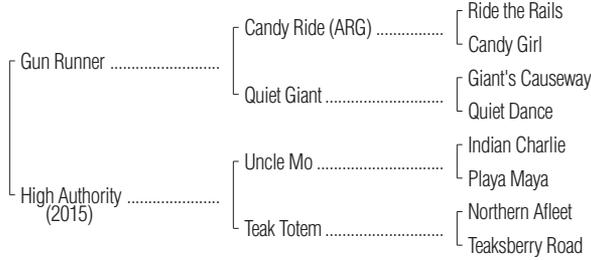 Ride the Rails
Candy Ride (ARG) ................
Candy Girl
Gun Runner ..........................
Giant's Causeway
Quiet Giant ............................
Quiet Dance
Indian Charlie
Uncle Mo ..............................
Playa Maya
High Authority ......................
(2015)
Northern Afleet
Teak Totem ............................
Teaksberry Road